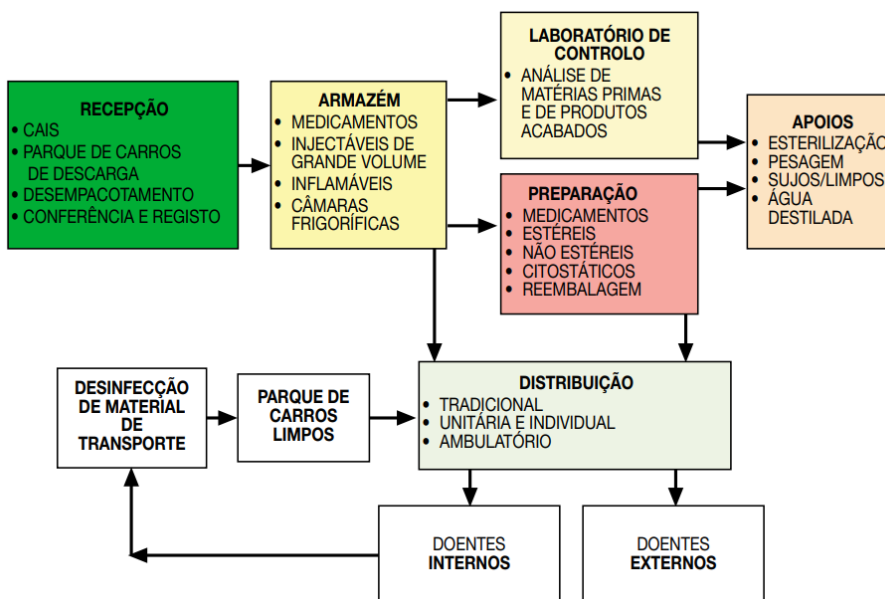 RECEPÇÃO
• CAIS
• PARQUE DE CARROS
DE DESCARGA
• DESEMPACOTAMENTO
• CONFERÊNCIA E REGISTO
ARMAZÉM
• MEDICAMENTOS
• INJECTÁVEIS DE
GRANDE VOLUME
• INFLAMÁVEIS
• CÂMARAS
FRIGORÍFICAS
LABORATÓRIO DE
CONTROLO
• ANÁLISE DE
MATÉRIAS PRIMAS
E DE PRODUTOS
ACABADOS
PREPARAÇÃO
• MEDICAMENTOS
• ESTÉREIS
• NÃO ESTÉREIS
• CITOSTÁTICOS
• REEMBALAGEM
APOIOS
• ESTERILIZAÇÃO
• PESAGEM
• SUJOS/LIMPOS
• ÁGUA
DESTILADA
DESINFECÇÃO
DE MATERIAL
DE
TRANSPORTE
PARQUE DE
CARROS
LIMPOS
DISTRIBUIÇÃO
• TRADICIONAL
• UNITÁRIA E INDIVIDUAL
• AMBULATÓRIO
DOENTES
INTERNOS
DOENTES
EXTERNOS